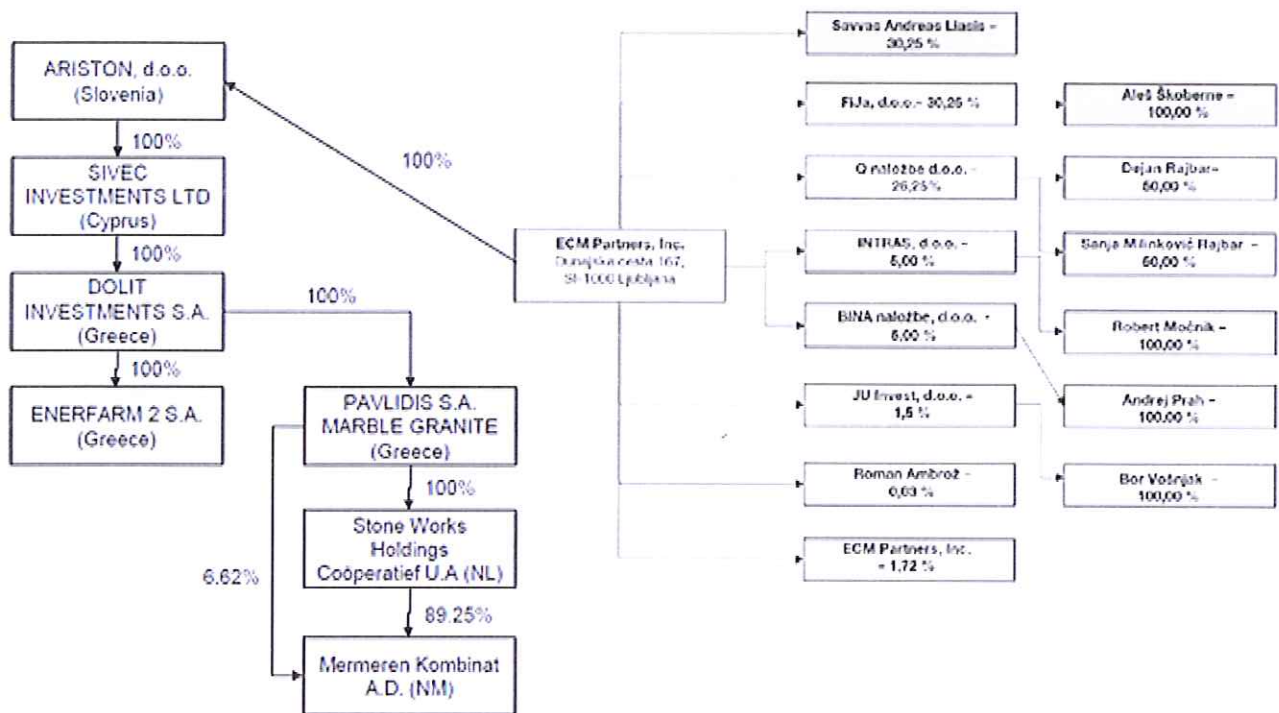 ARISTON, d.o.o.
(Slovenia)
100%
SIVEC
INVESTMENTS LTD
(Cyprus)
100%
DOLIT
INVESTMENTS S.A.
(Greece)
100%
ENERFARM 2 S.A.
(Greece)
100%
PAVLIDIS S.A.
MARBLE GRANITE
(Greece)
100%
Stone Works
Holdings
Coöperatief U.A (NL)
6.62%
89.25%
Mermeren Kombinat
A.D. (NM)
100%
ECM Partners, Inc.
Dunajska cesta 167,
SI-1000 Ljubljana
Savvas Andreas Liasis –
30,25 %
FiJa, d.o.o.- 30,25 %
Q naložbe d.o.o. -
26,25%
INTRAS, d.o.o. –
5,00 %
BINA naložbe, d.o.o. -
5,00 %
JU Invest, d.o.o. –
1,5 %
Roman Ambrož –
0,03 %
ECM Partners, Inc.
– 1,72 %
Aleš Škoberne –
100,00 %
Dejan Rajbar–
50,00 %
Sanja Milinković Rajbar –
50,00 %
Robert Močnik –
100,00 %
Andrej Prah –
100,00 %
Bor Vošnjak –
100,00 %